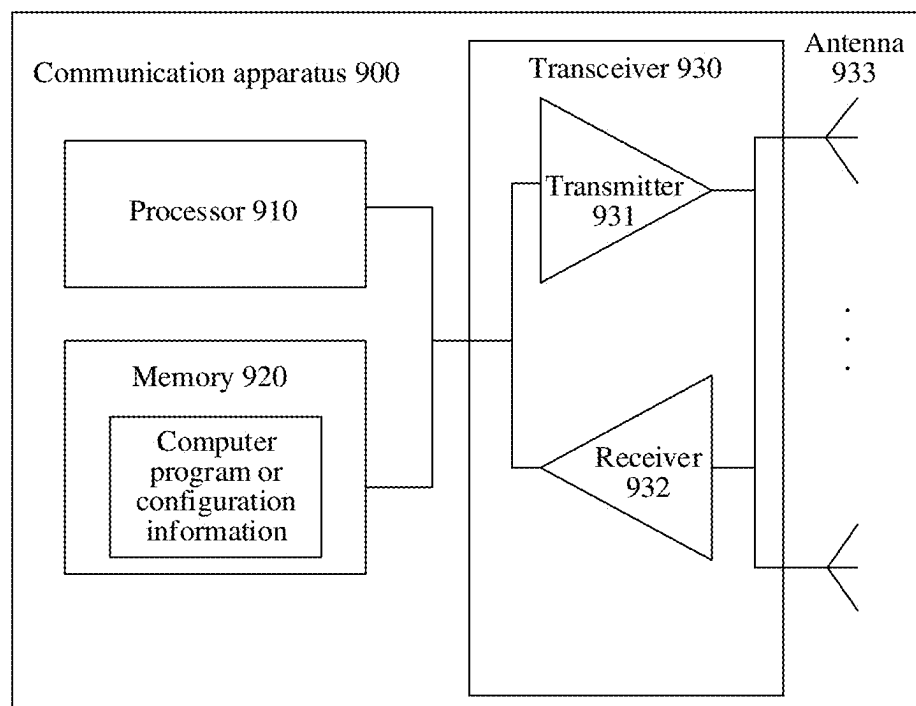 Communication apparatus 900
Transceiver 930
Antenna
933
Processor 910
Transmitter
931
Memory 920
Computer
program or
configuration
information
Receiver
932